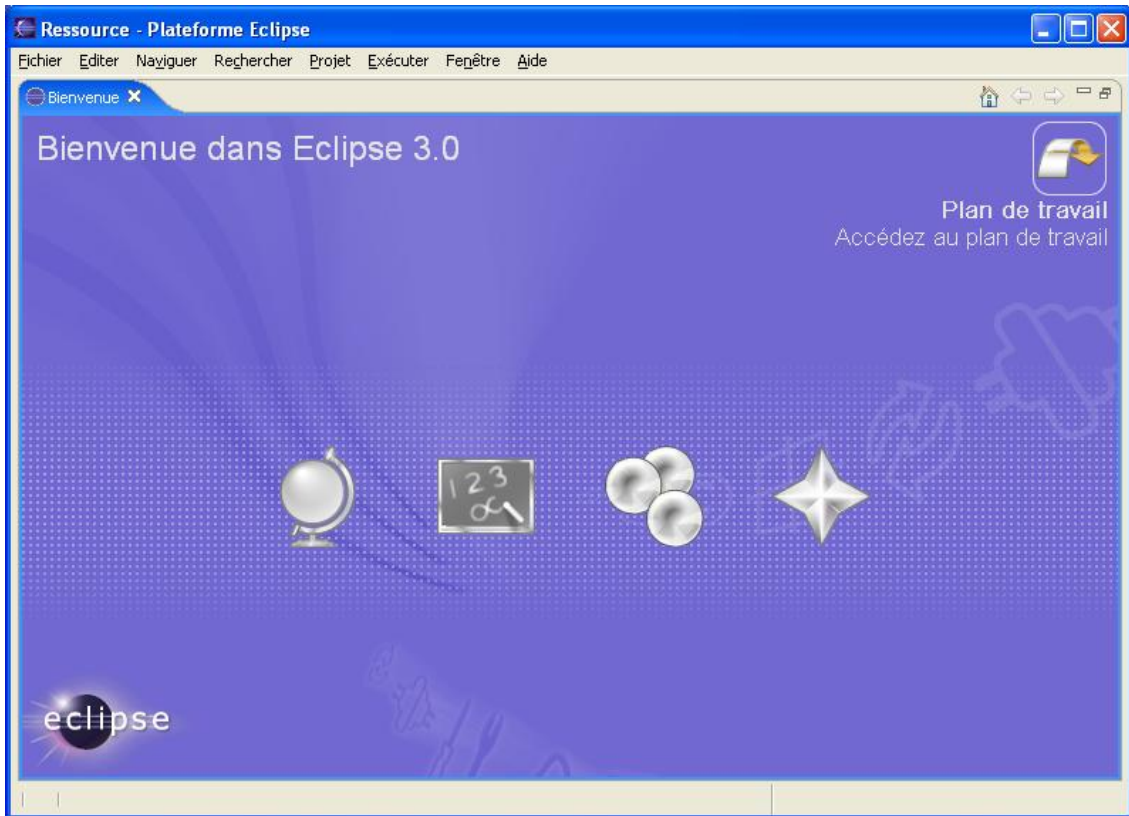 Ressource - Plateforme Eclipse
Fichier Editer Naviguer Rechercher Projet Exécuter Fenêtre Aide
Bienvenue
Bienvenue dans Eclipse 3.0
Plan de travail
Accédez au plan de travail
1 2 3
eclipse